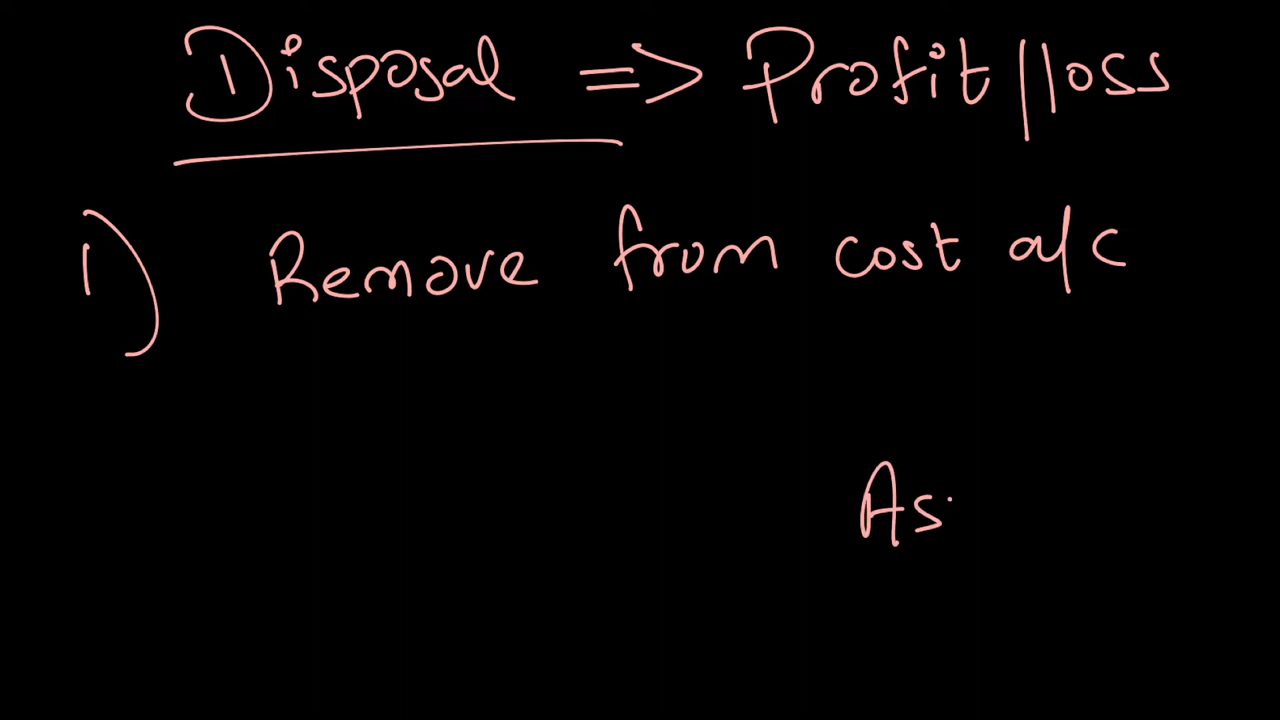 Disposal => Profit//loss
1) Remove from cost a/c
As